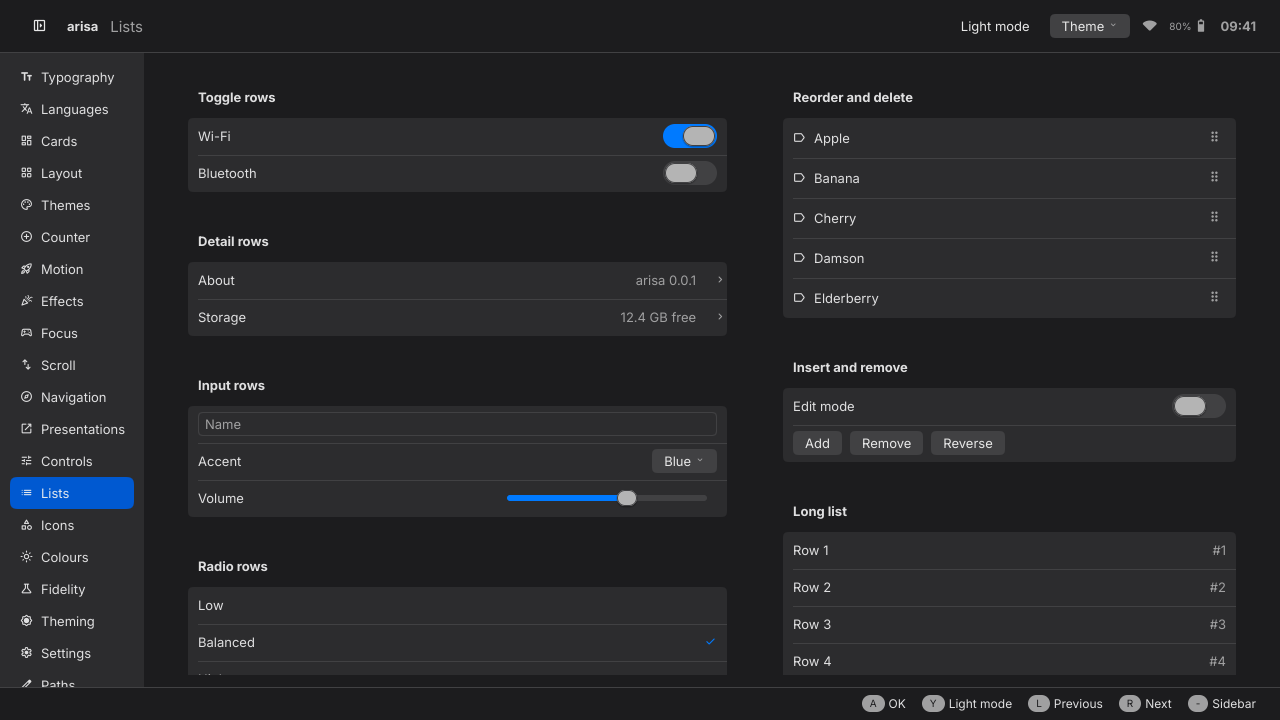 arisa Lists
Light mode
Theme
80%
09:41
Typography
Languages
Cards
Layout
Themes
Counter
Motion
Effects
Focus
Scroll
Navigation
Presentations
Controls
Lists
Icons
Colours
Fidelity
Theming
Settings
Paths
Toggle rows
Wi-Fi
Bluetooth
Detail rows
About arisa 0.0.1
Storage 12.4 GB free
Input rows
Name
Accent Blue
Volume
Radio rows
Low
Balanced
Reorder and delete
Apple
Banana
Cherry
Damson
Elderberry
Insert and remove
Edit mode
Add Remove Reverse
Long list
Row 1 #1
Row 2 #2
Row 3 #3
Row 4 #4
A OK Y Light mode L Previous R Next - Sidebar